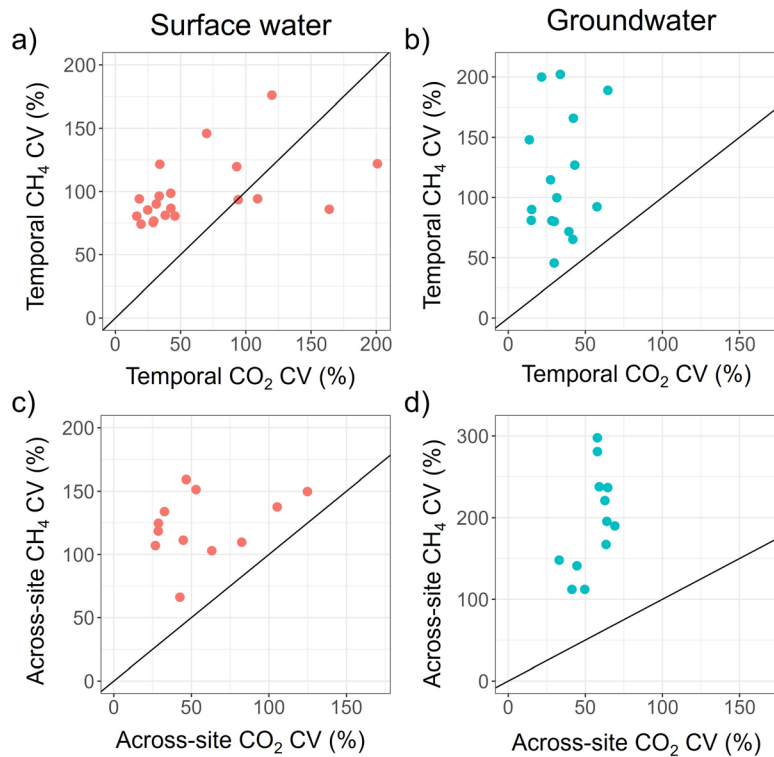 Surface water
Groundwater
a)
b)
Temporal CH₄ CV (%)
200
150
100
50
0
0 50 100 150 200
Temporal CO₂ CV (%)
Temporal CH₄ CV (%)
200
150
100
50
0
0 50 100 150
Temporal CO₂ CV (%)
c)
d)
Across-site CH₄ CV (%)
200
150
100
50
0
0 50 100 150
Across-site CO₂ CV (%)
Across-site CH₄ CV (%)
300
200
100
0
0 50 100 150
Across-site CO₂ CV (%)